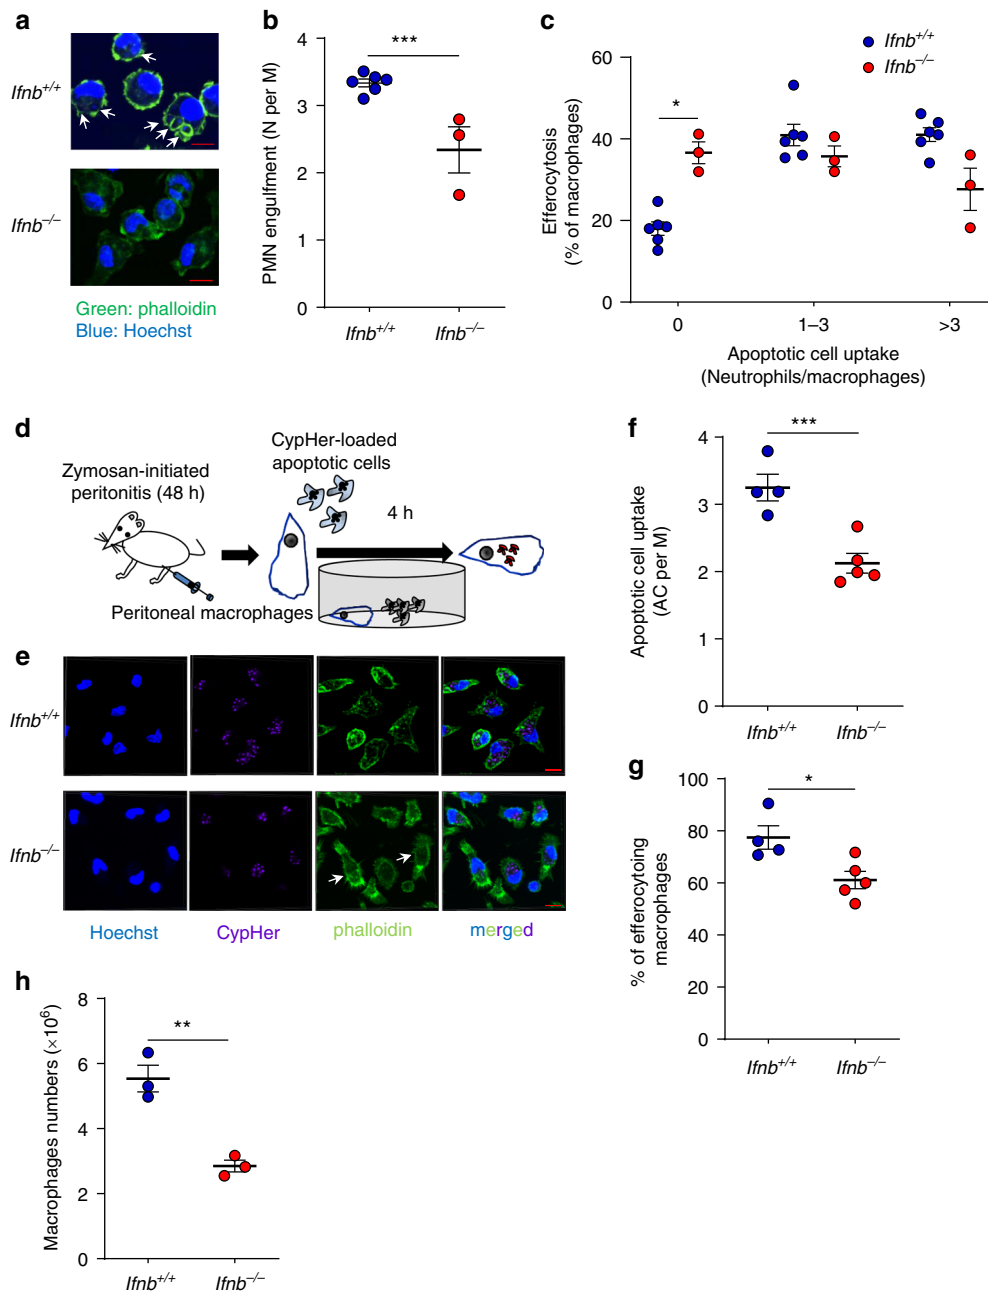 a
Ifnb+/+
Ifnb–/–
Green: phalloidin
Blue: Hoechst
b
PMN engulfment (N per M)
4
3
2
1
0
***
Ifnb+/+
Ifnb–/–
c
Ifnb+/+
Ifnb–/–
Efferocytosis
(% of macrophages)
60
40
20
0
*
0
1–3
>3
Apoptotic cell uptake
(Neutrophils/macrophages)
d
Zymosan-initiated
peritonitis (48 h)
CypHer-loaded
apoptotic cells
4 h
Peritoneal macrophages
e
Ifnb+/+
Ifnb–/–
Hoechst
CypHer
phalloidin
merged
f
Apoptotic cell uptake
(AC per M)
4
3
2
1
0
***
Ifnb+/+
Ifnb–/–
g
% of efferocytoing
macrophages
100
80
60
40
20
0
*
Ifnb+/+
Ifnb–/–
h
Macrophages numbers (×10⁶)
8
6
4
2
0
**
Ifnb+/+
Ifnb–/–